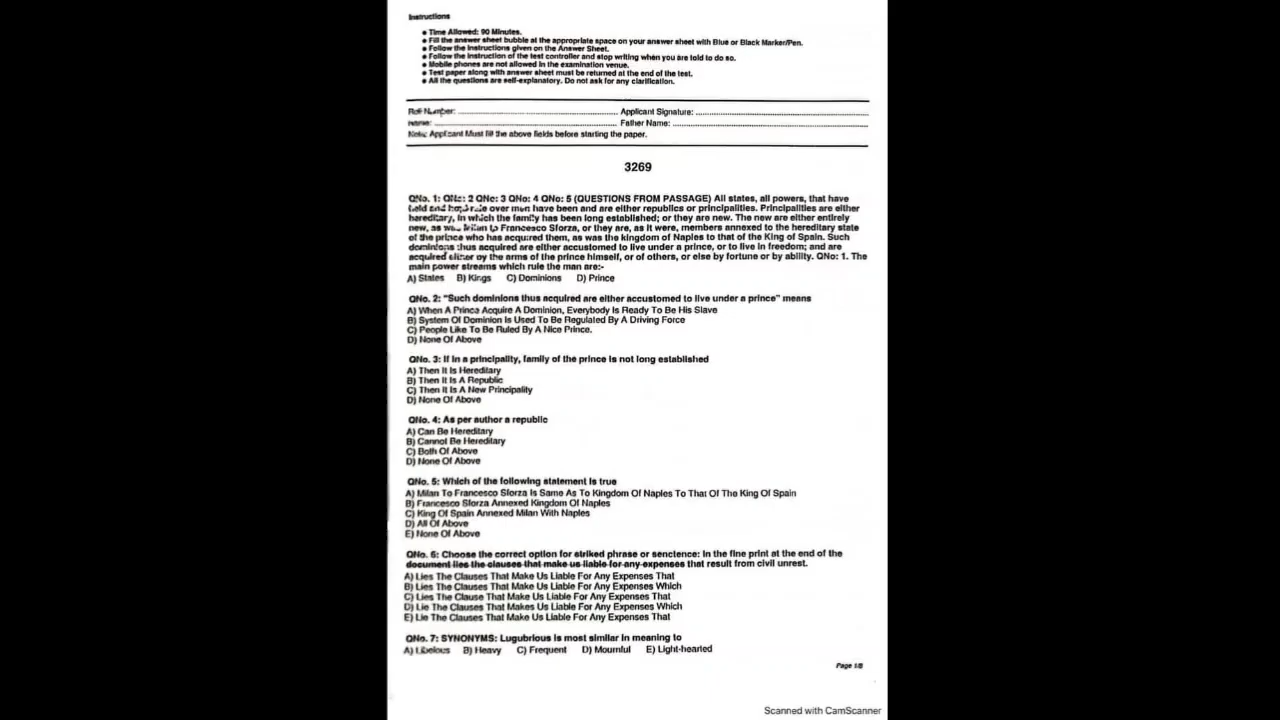 Instructions
● Time Allowed: 90 Minutes.
● Fill the answer sheet bubble at the appropriate space on your answer sheet with Blue or Black Marker/Pen.
● Follow the Instructions given on the Answer Sheet.
● Follow the instruction of the test controller and stop writing when you are told to do so.
● Mobile phones are not allowed in the examination venue.
● Test paper along with answer sheet must be returned at the end of the test.
● All the questions are self-explanatory. Do not ask for any clarification.
Ref Number: ............................................ Applicant Signature: ............................................
Name: ............................................ Father Name: ............................................
Note: Applicant Must fill the above fields before starting the paper.
3269
QNo. 1: QNo: 2 QNo: 3 QNo: 4 QNo: 5 (QUESTIONS FROM PASSAGE) All states, all powers, that have
held and hold rule over men have been and are either republics or principalities. Principalities are either
hereditary, in which the family has been long established; or they are new. The new are either entirely
new, as was Milan to Francesco Sforza, or they are, as it were, members annexed to the hereditary state
of the prince who has acquired them, as was the kingdom of Naples to that of the King of Spain. Such
dominions thus acquired are either accustomed to live under a prince, or to live in freedom; and are
acquired either by the arms of the prince himself, or of others, or else by fortune or by ability. QNo: 1. The
main power streams which rule the man are:-
A) States B) Kings C) Dominions D) Prince
QNo. 2: "Such dominions thus acquired are either accustomed to live under a prince" means
A) When A Prince Acquire A Dominion, Everybody Is Ready To Be His Slave
B) System Of Dominion Is Used To Be Regulated By A Driving Force
C) People Like To Be Ruled By A Nice Prince.
D) None Of Above
QNo. 3: If in a principality, family of the prince is not long established
A) Then It Is Hereditary
B) Then It Is A Republic
C) Then It Is A New Principality
D) None Of Above
QNo. 4: As per author a republic
A) Can Be Hereditary
B) Cannot Be Hereditary
C) Both Of Above
D) None Of Above
QNo. 5: Which of the following statement is true
A) Milan To Francesco Sforza Is Same As To Kingdom Of Naples To That Of The King Of Spain
B) Francesco Sforza Annexed Kingdom Of Naples
C) King Of Spain Annexed Milan With Naples
D) All Of Above
E) None Of Above
QNo. 6: Choose the correct option for striked phrase or senctence: In the fine print at the end of the
document lies the clauses that make us liable for any expenses that result from civil unrest.
A) Lies The Clauses That Make Us Liable For Any Expenses That
B) Lies The Clauses That Make Us Liable For Any Expenses Which
C) Lies The Clause That Make Us Liable For Any Expenses That
D) Lie The Clauses That Makes Us Liable For Any Expenses Which
E) Lie The Clauses That Make Us Liable For Any Expenses That
QNo. 7: SYNONYMS: Lugubrious is most similar in meaning to
A) Libelous B) Heavy C) Frequent D) Mournful E) Light-hearted
Page 1/8
Scanned with CamScanner